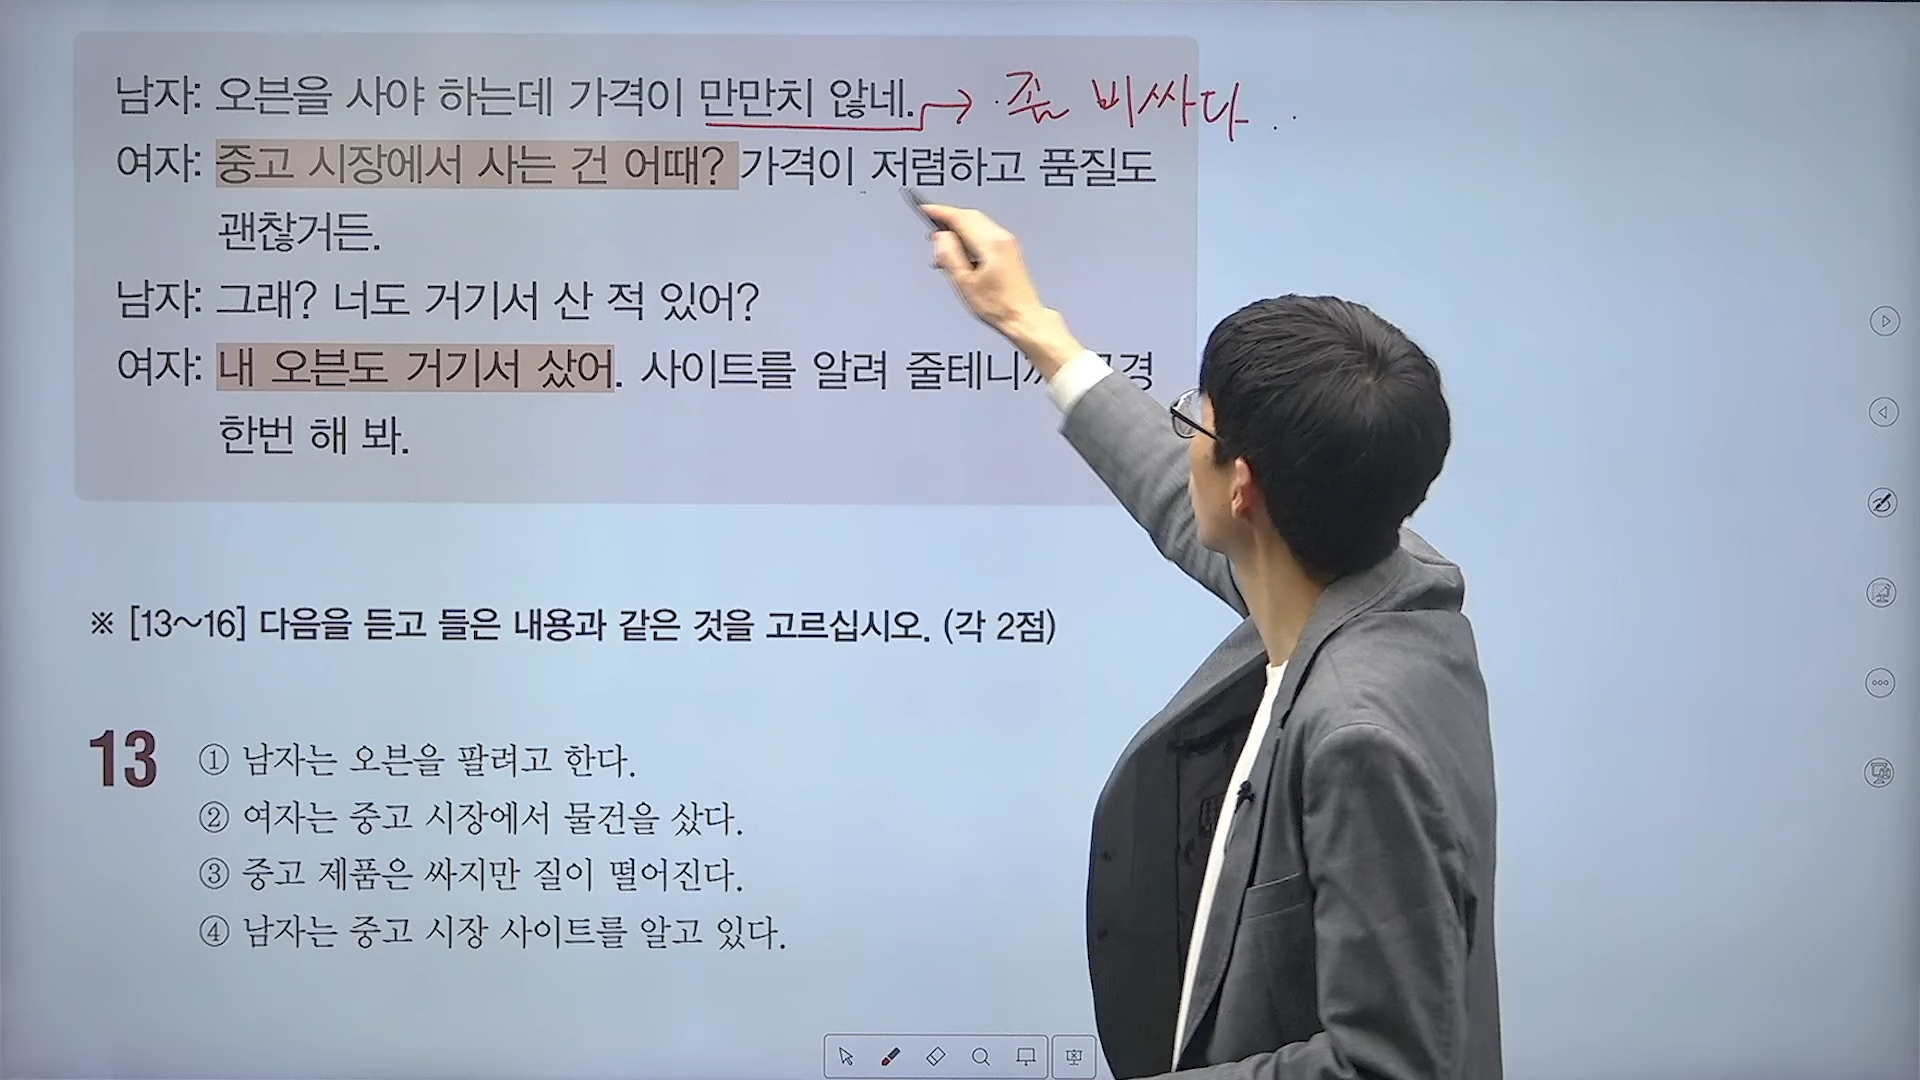 남자: 오븐을 사야 하는데 가격이 만만치 않네. → 좀 비싸다..
여자: 중고 시장에서 사는 건 어때? 가격이 저렴하고 품질도
괜찮거든.
남자: 그래? 너도 거기서 산 적 있어?
여자: 내 오븐도 거기서 샀어. 사이트를 알려 줄테니까 경
한번 해 봐.
※ [13~16] 다음을 듣고 들은 내용과 같은 것을 고르십시오. (각 2점)
13 ① 남자는 오븐을 팔려고 한다.
② 여자는 중고 시장에서 물건을 샀다.
③ 중고 제품은 싸지만 질이 떨어진다.
④ 남자는 중고 시장 사이트를 알고 있다.